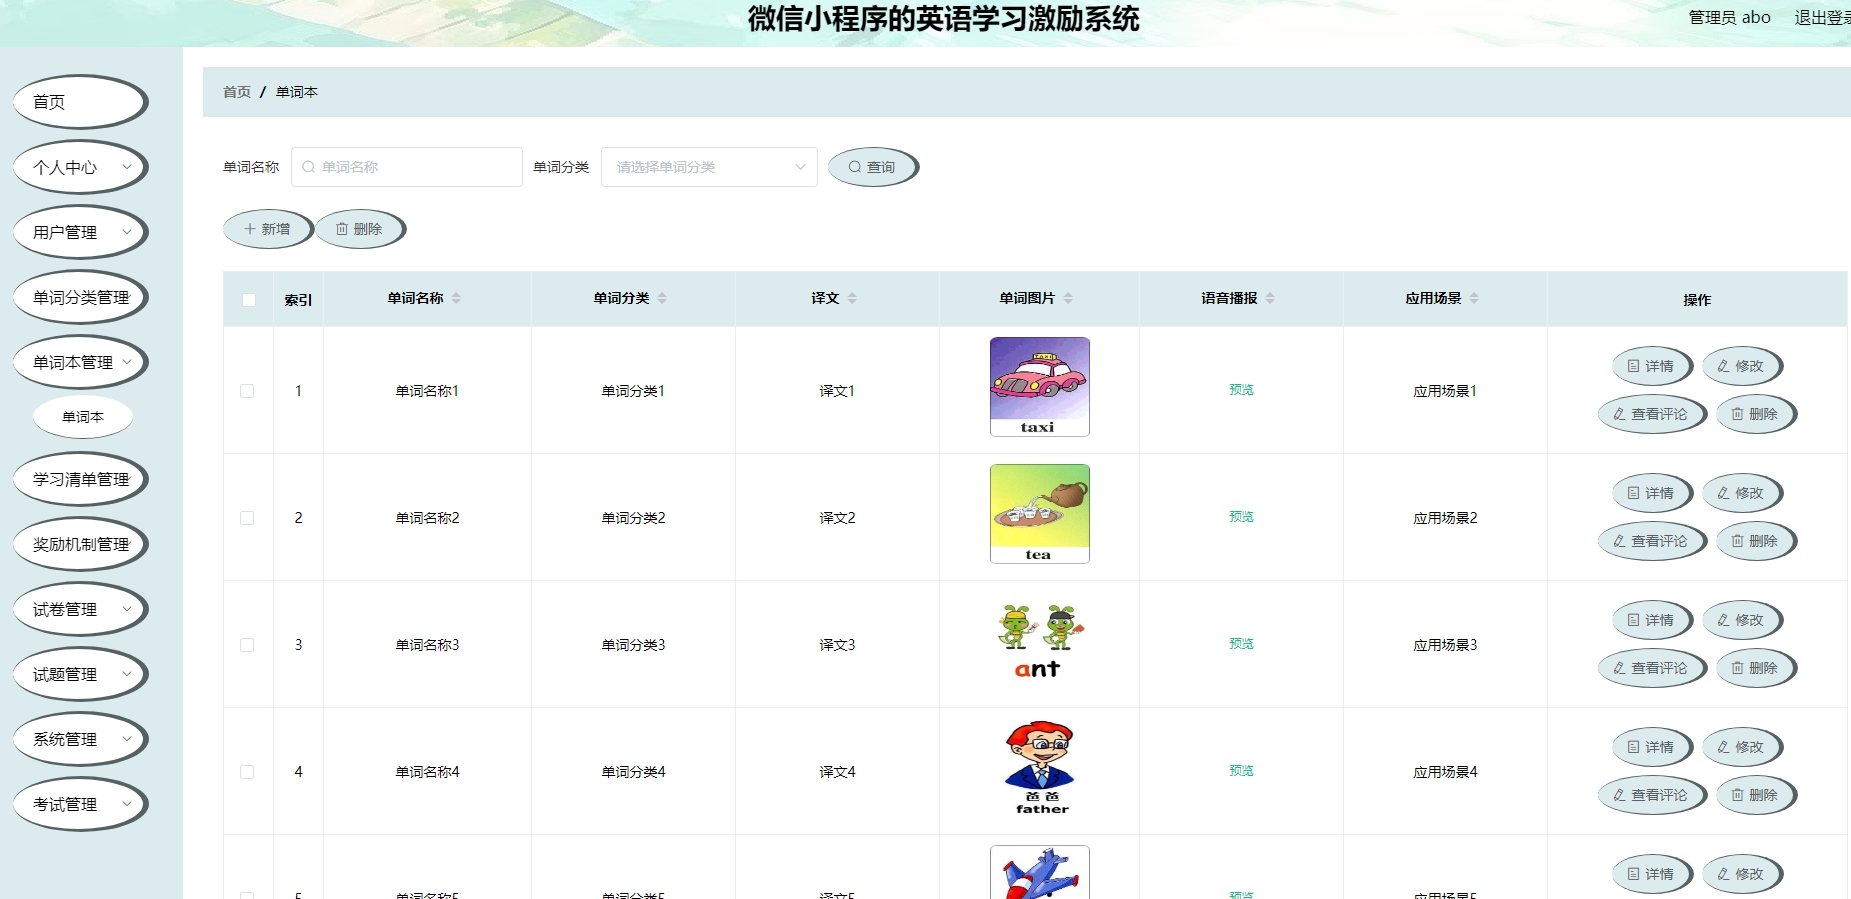 微信小程序的英语学习激励系统
管理员 abo 退出登录
首页
个人中心
用户管理
单词分类管理
单词本管理
单词本
学习清单管理
奖励机制管理
试卷管理
试题管理
系统管理
考试管理
首页 / 单词本
单词名称 单词名称 单词分类 请选择单词分类 查询
新增 删除
索引 单词名称 单词分类 译文 单词图片 语音播报 应用场景 操作
TAXI
taxi
1 单词名称1 单词分类1 译文1 预览 应用场景1 详情 修改
查看评论 删除
2 单词名称2 单词分类2 译文2 预览 应用场景2 详情 修改
tea
查看评论 删除
3 单词名称3 单词分类3 译文3 预览 应用场景3 详情 修改
ant
查看评论 删除
4 单词名称4 单词分类4 译文4 预览 应用场景4 详情 修改
爸爸
father
查看评论 删除
5 单词名称5 单词分类5 译文5 预览 应用场景5 详情 修改